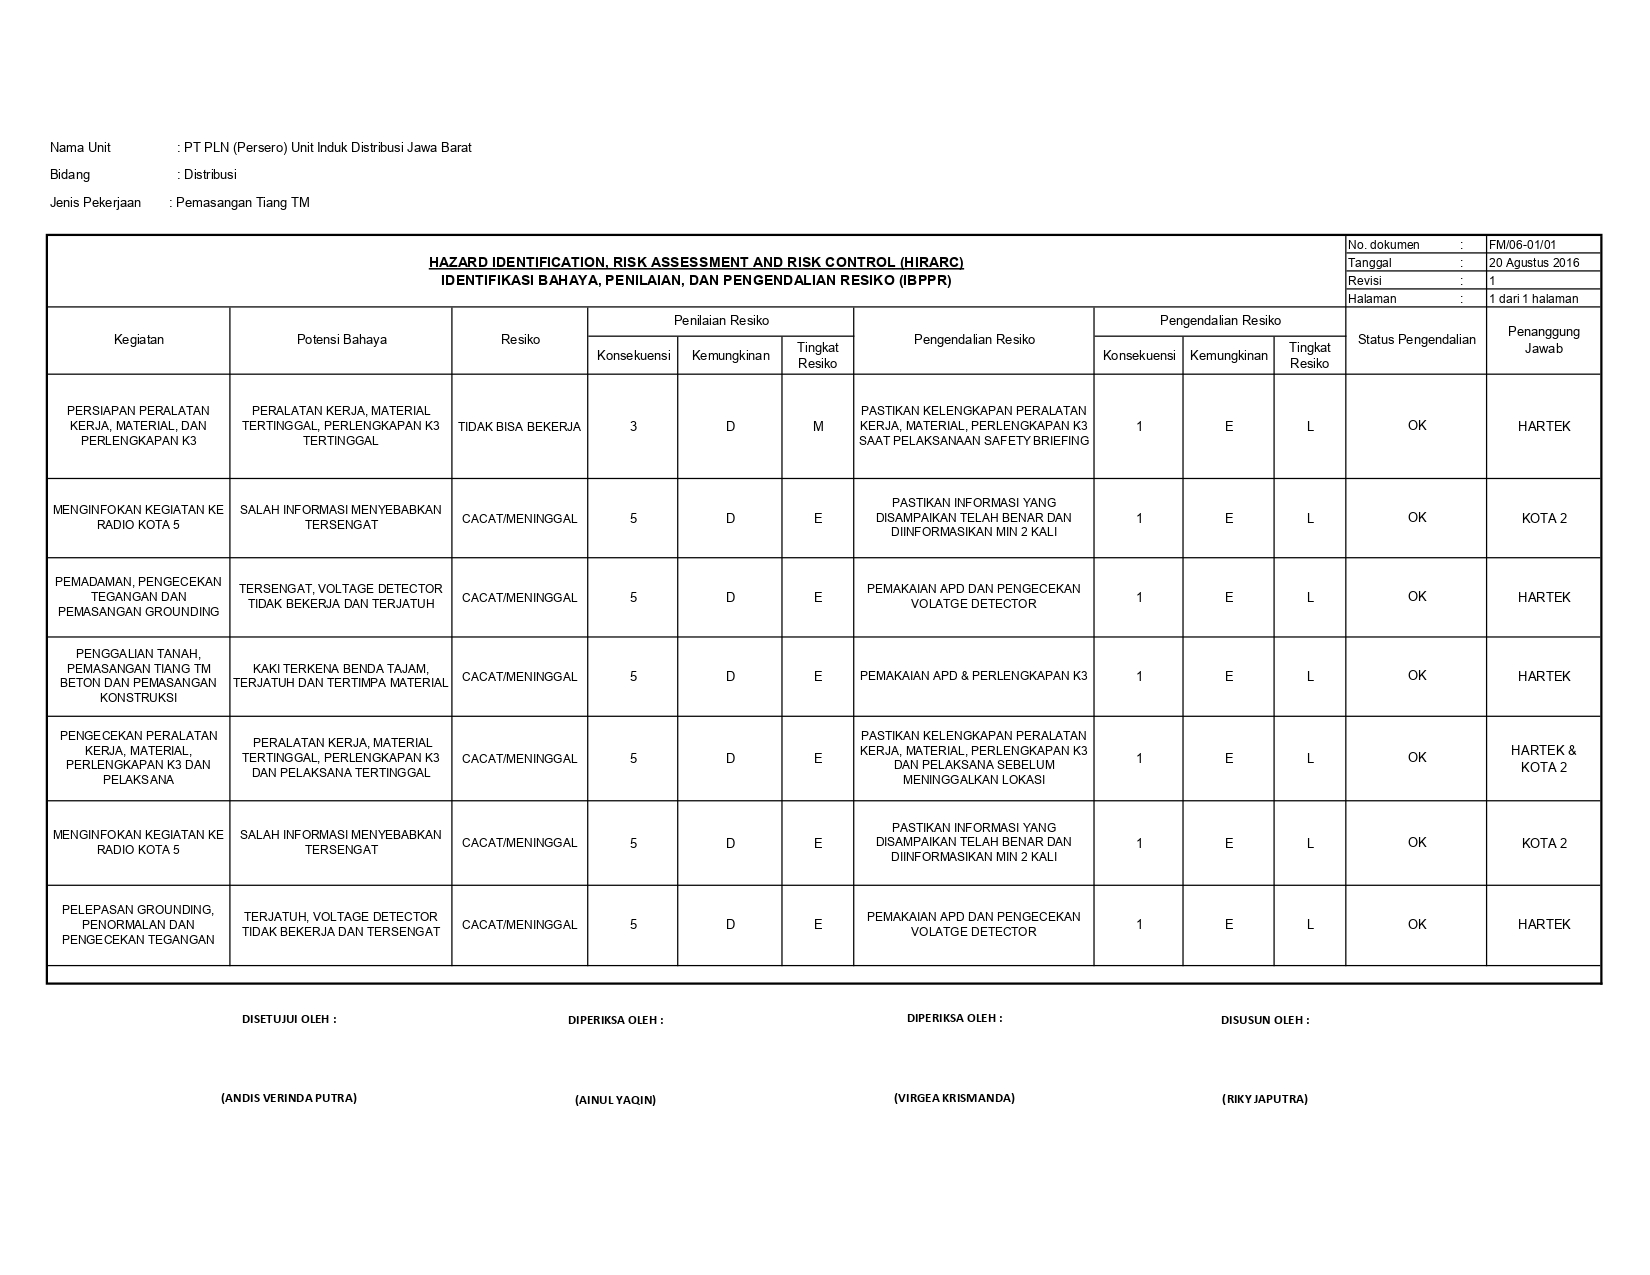 Nama Unit : PT PLN (Persero) Unit Induk Distribusi Jawa Barat
Bidang : Distribusi
Jenis Pekerjaan : Pemasangan Tiang TM
HAZARD IDENTIFICATION, RISK ASSESSMENT AND RISK CONTROL (HIRARC)
IDENTIFIKASI BAHAYA, PENILAIAN, DAN PENGENDALIAN RESIKO (IBPPR)
No. dokumen : FM/06-01/01
Tanggal : 20 Agustus 2016
Revisi : 1
Halaman : 1 dari 1 halaman
Kegiatan
Potensi Bahaya
Resiko
Penilaian Resiko
Konsekuensi
Kemungkinan
Tingkat
Resiko
Pengendalian Resiko
Pengendalian Resiko
Konsekuensi
Kemungkinan
Tingkat
Resiko
Status Pengendalian
Penanggung
Jawab
PERSIAPAN PERALATAN
KERJA, MATERIAL, DAN
PERLENGKAPAN K3
PERALATAN KERJA, MATERIAL
TERTINGGAL, PERLENGKAPAN K3
TERTINGGAL
TIDAK BISA BEKERJA
3
D
M
PASTIKAN KELENGKAPAN PERALATAN
KERJA, MATERIAL, PERLENGKAPAN K3
SAAT PELAKSANAAN SAFETY BRIEFING
1
E
L
OK
HARTEK
MENGINFOKAN KEGIATAN KE
RADIO KOTA 5
SALAH INFORMASI MENYEBABKAN
TERSENGAT
CACAT/MENINGGAL
5
D
E
PASTIKAN INFORMASI YANG
DISAMPAIKAN TELAH BENAR DAN
DIINFORMASIKAN MIN 2 KALI
1
E
L
OK
KOTA 2
PEMADAMAN, PENGECEKAN
TEGANGAN DAN
PEMASANGAN GROUNDING
TERSENGAT, VOLTAGE DETECTOR
TIDAK BEKERJA DAN TERJATUH
CACAT/MENINGGAL
5
D
E
PEMAKAIAN APD DAN PENGECEKAN
VOLATGE DETECTOR
1
E
L
OK
HARTEK
PENGGALIAN TANAH,
PEMASANGAN TIANG TM
BETON DAN PEMASANGAN
KONSTRUKSI
KAKI TERKENA BENDA TAJAM,
TERJATUH DAN TERTIMPA MATERIAL
CACAT/MENINGGAL
5
D
E
PEMAKAIAN APD & PERLENGKAPAN K3
1
E
L
OK
HARTEK
PENGECEKAN PERALATAN
KERJA, MATERIAL,
PERLENGKAPAN K3 DAN
PELAKSANA
PERALATAN KERJA, MATERIAL
TERTINGGAL, PERLENGKAPAN K3
DAN PELAKSANA TERTINGGAL
CACAT/MENINGGAL
5
D
E
PASTIKAN KELENGKAPAN PERALATAN
KERJA, MATERIAL, PERLENGKAPAN K3
DAN PELAKSANA SEBELUM
MENINGGALKAN LOKASI
1
E
L
OK
HARTEK &
KOTA 2
MENGINFOKAN KEGIATAN KE
RADIO KOTA 5
SALAH INFORMASI MENYEBABKAN
TERSENGAT
CACAT/MENINGGAL
5
D
E
PASTIKAN INFORMASI YANG
DISAMPAIKAN TELAH BENAR DAN
DIINFORMASIKAN MIN 2 KALI
1
E
L
OK
KOTA 2
PELEPASAN GROUNDING,
PENORMALAN DAN
PENGECEKAN TEGANGAN
TERJATUH, VOLTAGE DETECTOR
TIDAK BEKERJA DAN TERSENGAT
CACAT/MENINGGAL
5
D
E
PEMAKAIAN APD DAN PENGECEKAN
VOLATGE DETECTOR
1
E
L
OK
HARTEK
DISETUJUI OLEH :
DIPERIKSA OLEH :
DIPERIKSA OLEH :
DISUSUN OLEH :
(ANDIS VERINDA PUTRA)
(AINUL YAQIN)
(VIRGEA KRISMANDA)
(RIKY JAPUTRA)